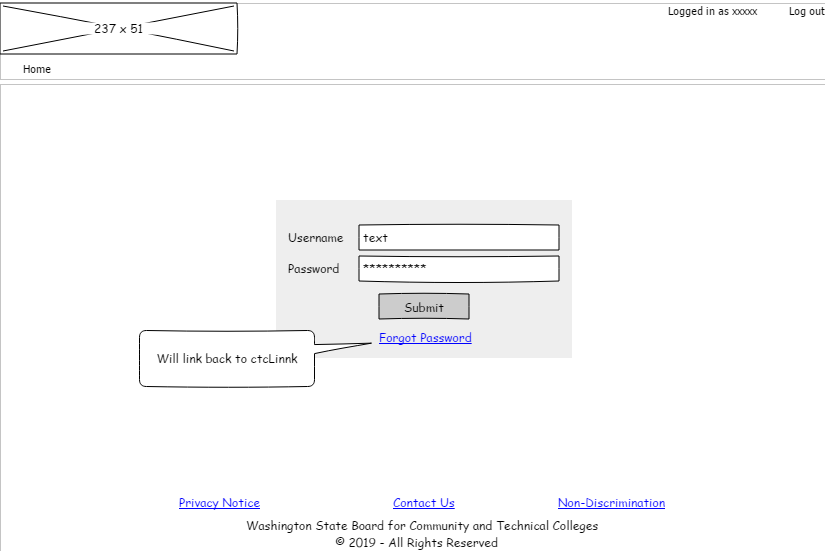 Logged in as xxxxx Log out
237 x 51
Home
Username text
Password **********
Submit
Forgot Password
Will link back to ctcLinnk
Privacy Notice Contact Us Non-Discrimination
Washington State Board for Community and Technical Colleges
© 2019 - All Rights Reserved